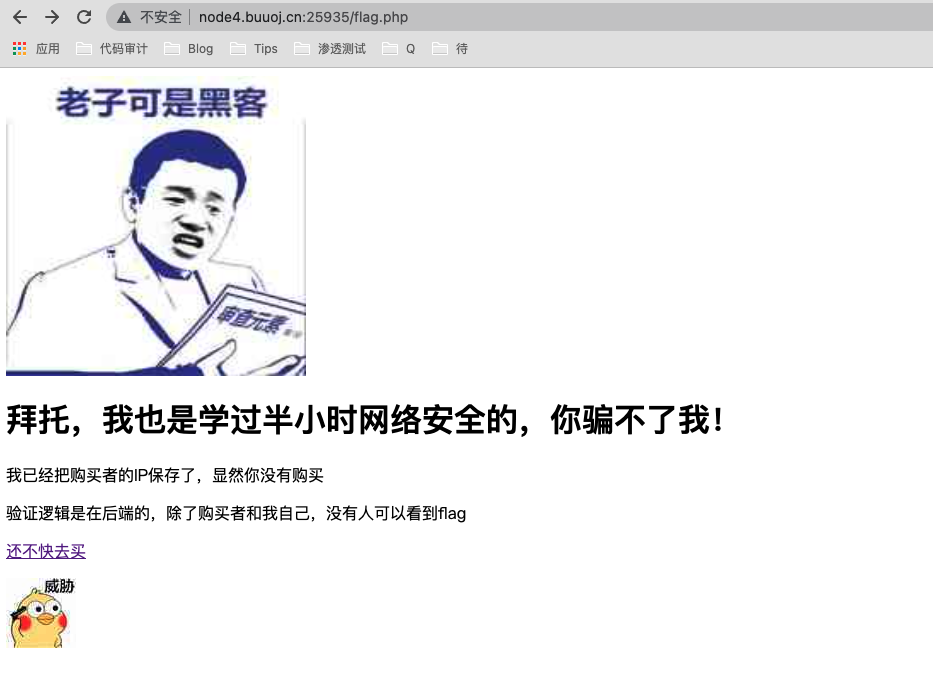 不安全 node4.buuoj.cn:25935/flag.php
应用 代码审计 Blog Tips 渗透测试 Q 待
老子可是黑客
审查元素
拜托，我也是学过半小时网络安全的，你骗不了我！
我已经把购买者的IP保存了，显然你没有购买
验证逻辑是在后端的，除了购买者和我自己，没有人可以看到flag
还不快去买
威胁